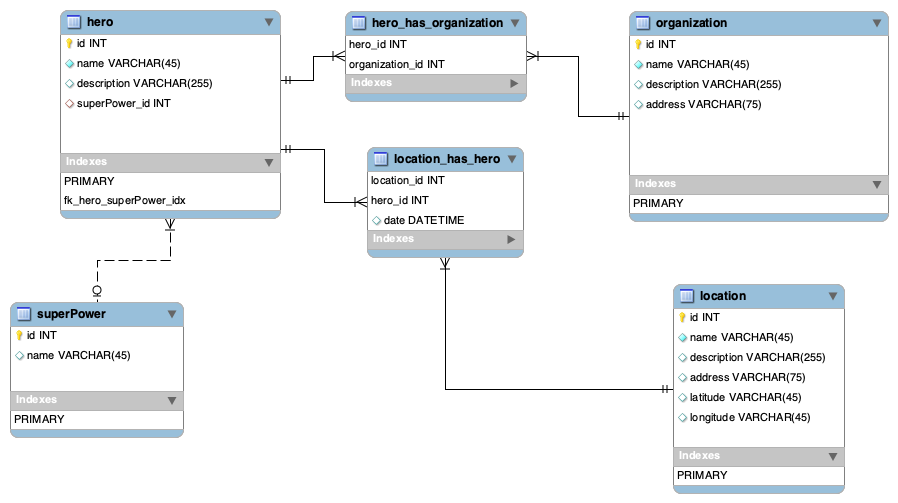 hero
id INT
name VARCHAR(45)
description VARCHAR(255)
superPower_id INT
Indexes
PRIMARY
fk_hero_superPower_idx
hero_has_organization
hero_id INT
organization_id INT
Indexes
organization
id INT
name VARCHAR(45)
description VARCHAR(255)
address VARCHAR(75)
Indexes
PRIMARY
location_has_hero
location_id INT
hero_id INT
date DATETIME
Indexes
superPower
id INT
name VARCHAR(45)
Indexes
PRIMARY
location
id INT
name VARCHAR(45)
description VARCHAR(255)
address VARCHAR(75)
latitude VARCHAR(45)
longitude VARCHAR(45)
Indexes
PRIMARY